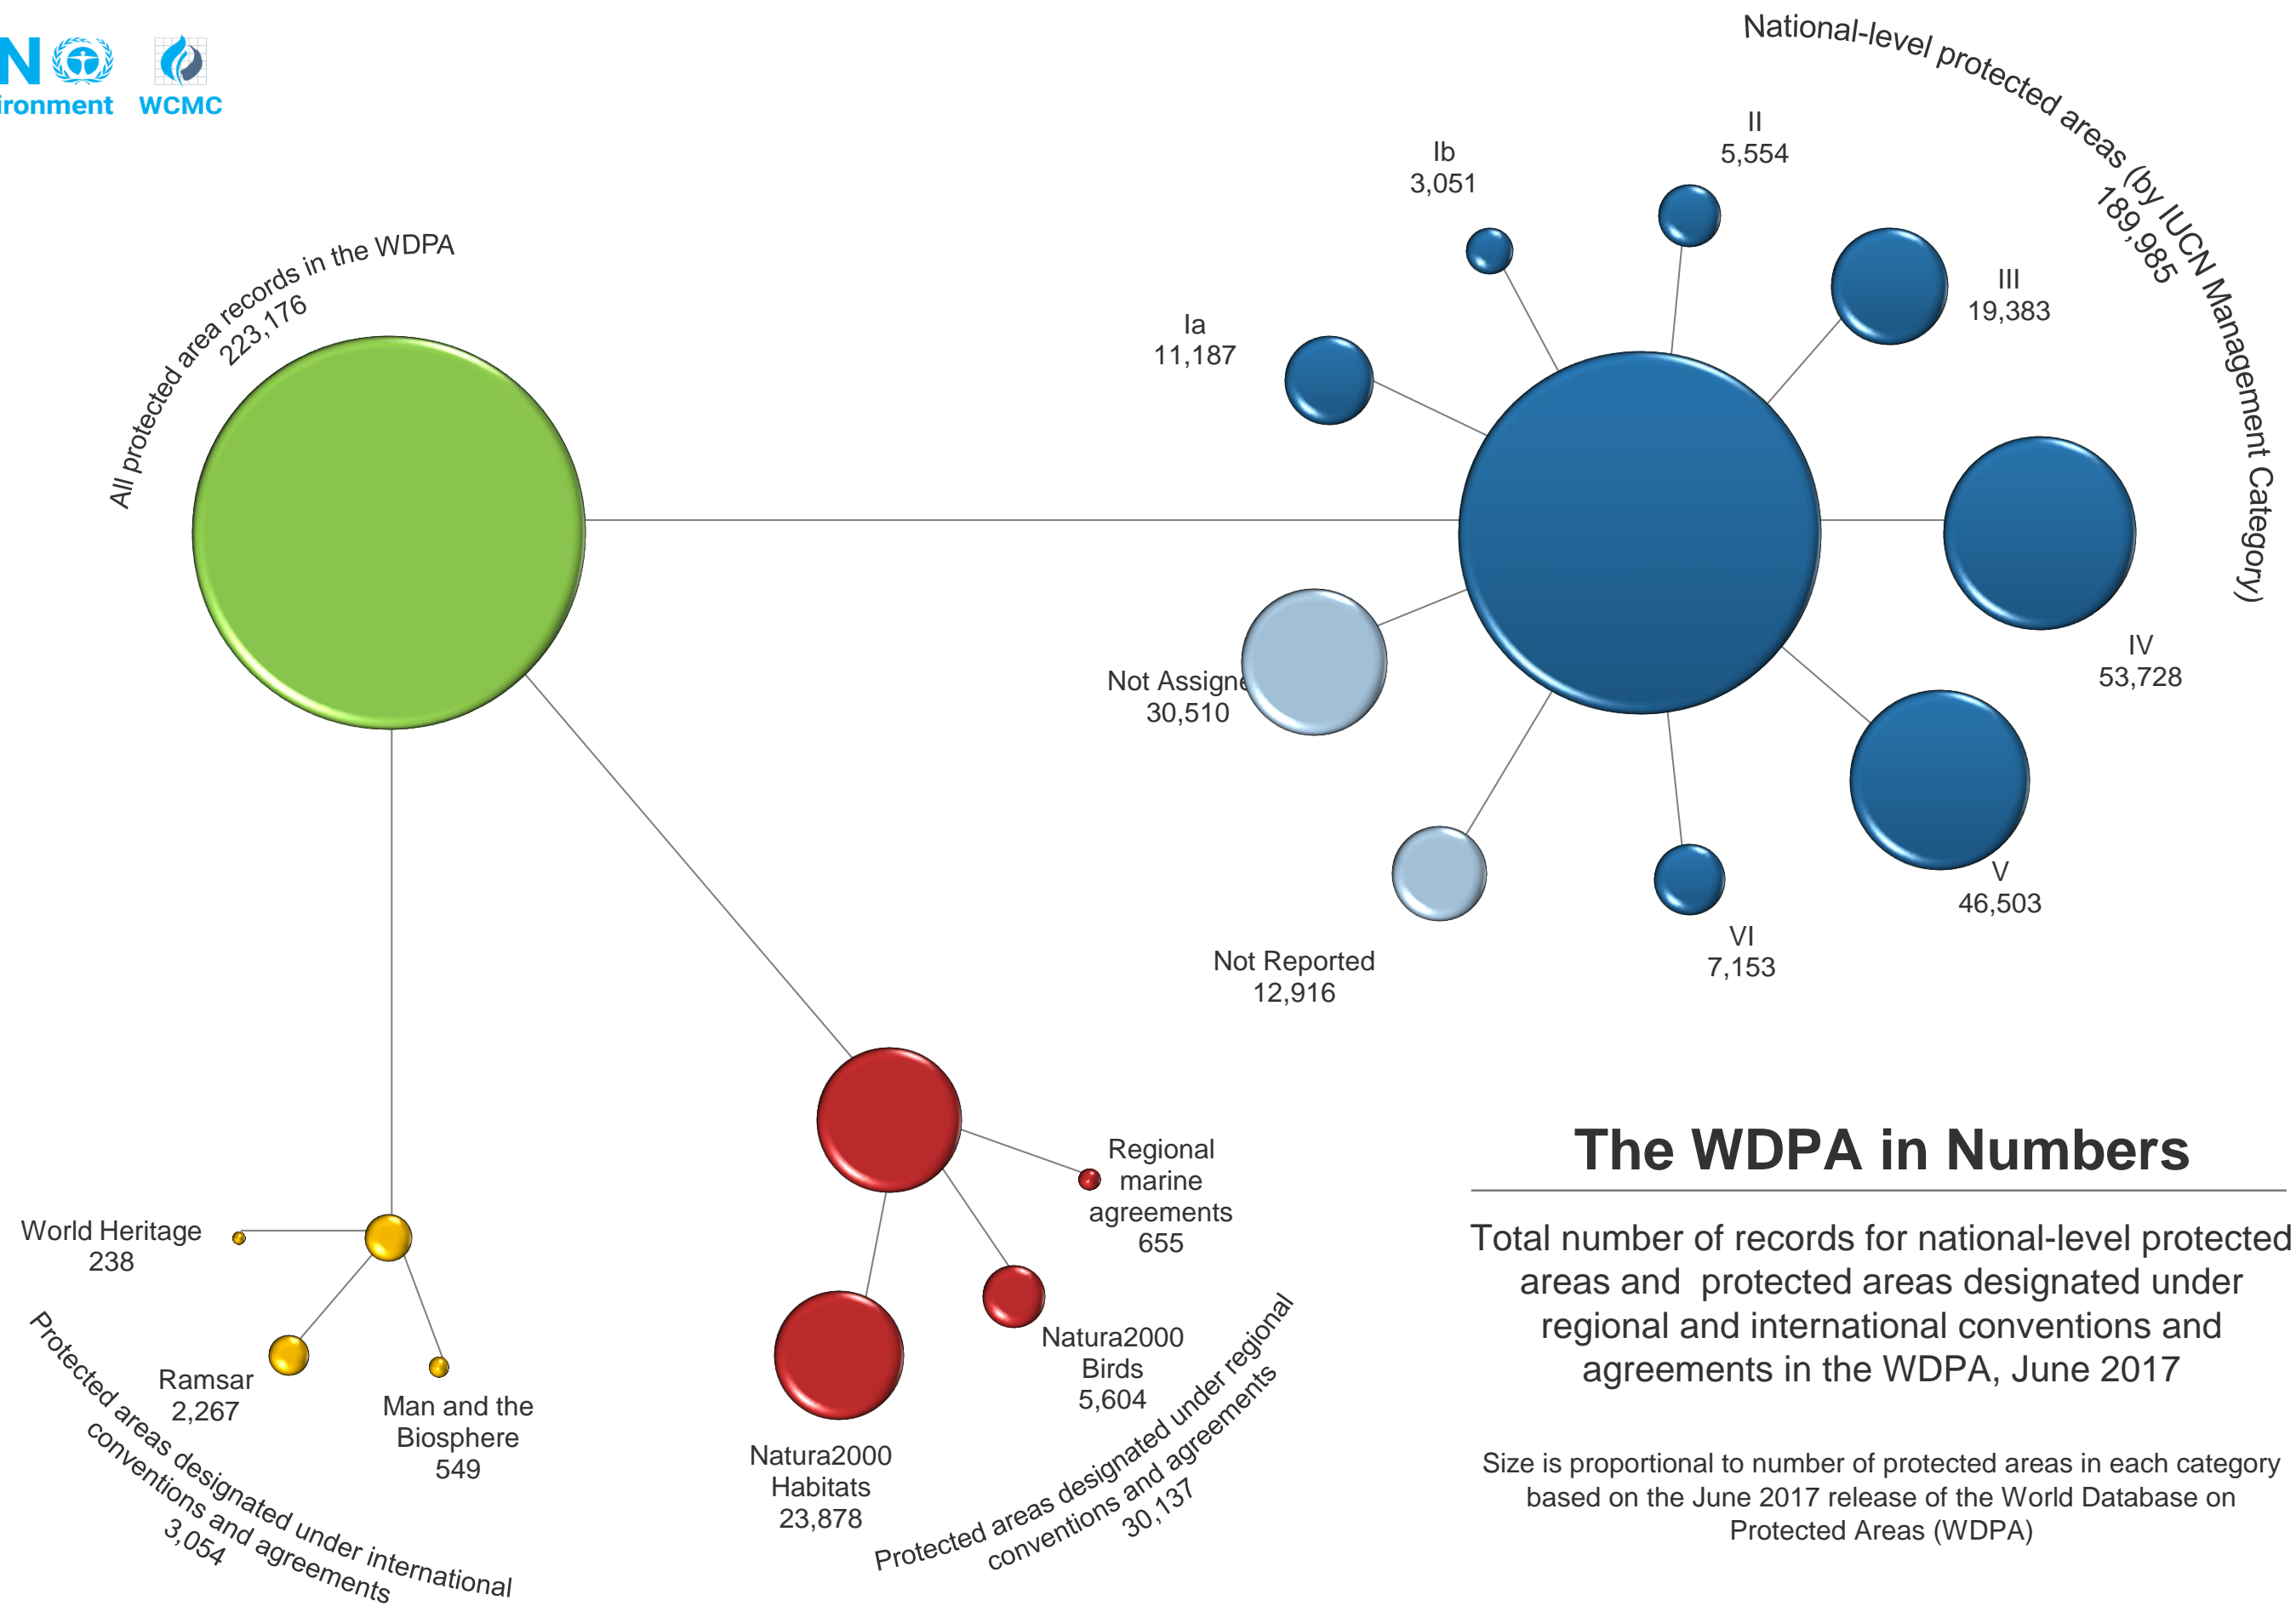 N
ironment WCMC
National-level protected areas (by IUCN Management Category)
189,985
All protected area records in the WDPA
223,176
Ia
11,187
Ib
3,051
II
5,554
III
19,383
IV
53,728
V
46,503
VI
7,153
Not Reported
12,916
Not Assigne
30,510
World Heritage
238
Ramsar
2,267
Man and the
Biosphere
549
Protected areas designated under international
conventions and agreements
3,054
Regional
marine
agreements
655
Natura2000
Birds
5,604
Natura2000
Habitats
23,878
Protected areas designated under regional
conventions and agreements
30,137
The WDPA in Numbers
Total number of records for national-level protected
areas and protected areas designated under
regional and international conventions and
agreements in the WDPA, June 2017
Size is proportional to number of protected areas in each category
based on the June 2017 release of the World Database on
Protected Areas (WDPA)